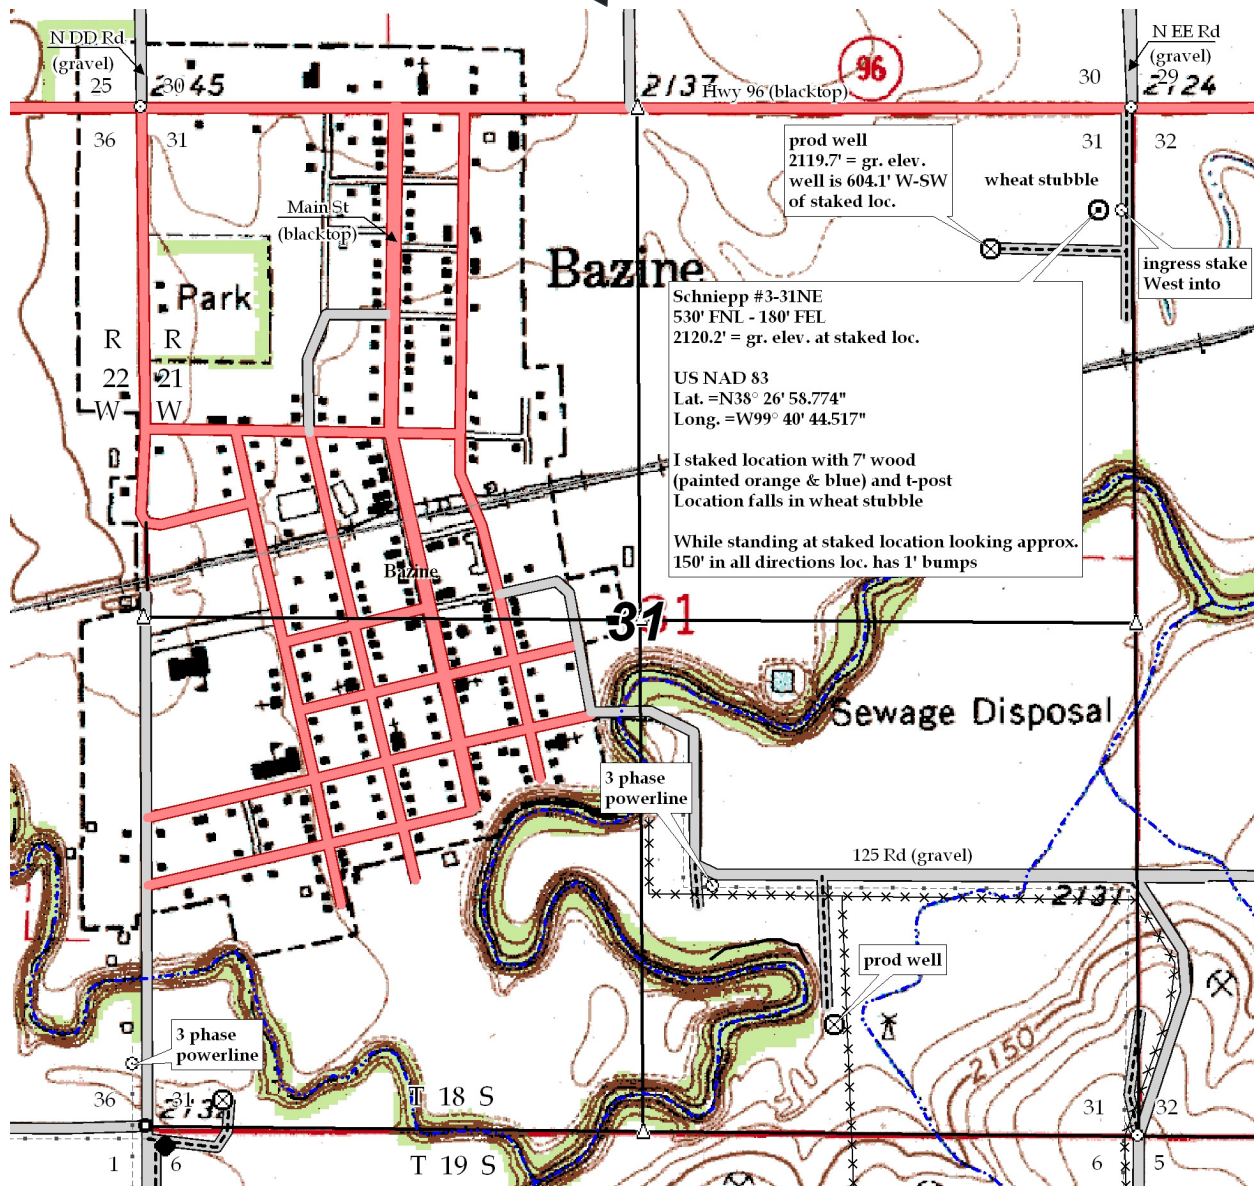 N DD Rd
(gravel)
25
30
2 45
2137
Hwy 96 (blacktop)
96
30
N EE Rd
(gravel)
29
2124
36
31
31
32
prod well
2119.7' = gr. elev.
well is 604.1' W-SW
of staked loc.
wheat stubble
Main St
(blacktop)
Bazine
ingress stake
West into
Park
Schniepp #3-31NE
530' FNL - 180' FEL
2120.2' = gr. elev. at staked loc.
US NAD 83
Lat. =N38° 26' 58.774"
Long. =W99° 40' 44.517"
I staked location with 7' wood
(painted orange & blue) and t-post
Location falls in wheat stubble
While standing at staked location looking approx.
150' in all directions loc. has 1' bumps
R R
22 21
W W
Bazine
31
31
Sewage Disposal
3 phase
powerline
125 Rd (gravel)
2131
prod well
2150
3 phase
powerline
36
31
213
T 18 S
31
32
1
6
T 19 S
6
5